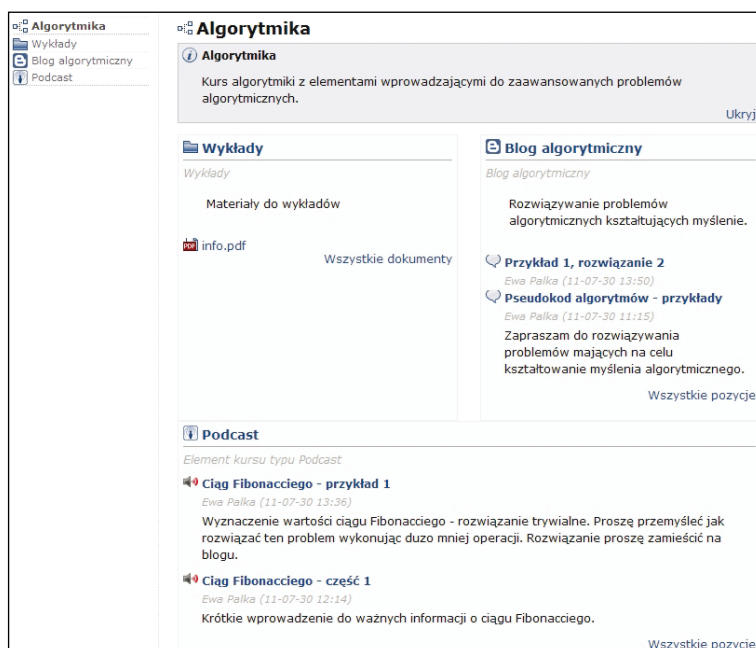 Algorytmika
Wykłady
Blog algorytmiczny
Podcast
Algorytmika
Algorytmika
Kurs algorytmiki z elementami wprowadzającymi do zaawansowanych problemów
algorytmicznych.
Ukryj
Wykłady
Wykłady
Materiały do wykładów
PDF info.pdf
Wszystkie dokumenty
Blog algorytmiczny
Blog algorytmiczny
Rozwiązywanie problemów
algorytmicznych kształtujących myślenie.
Przykład 1, rozwiązanie 2
Ewa Palka (11-07-30 13:50)
Pseudokod algorytmów - przykłady
Ewa Palka (11-07-30 11:15)
Zapraszam do rozwiązywania
problemów mających na celu
kształtowanie myślenia algorytmicznego.
Wszystkie pozycje
Podcast
Element kursu typu Podcast
Ciąg Fibonacciego - przykład 1
Ewa Palka (11-07-30 13:36)
Wyznaczenie wartości ciągu Fibonacciego - rozwiązanie trywialne. Proszę przemyśleć jak
rozwiązać ten problem wykonując duzo mniej operacji. Rozwiązanie proszę zamieścić na
blogu.
Ciąg Fibonacciego - część 1
Ewa Palka (11-07-30 12:14)
Krótkie wprowadzenie do ważnych informacji o ciągu Fibonacciego.
Wszystkie pozycje